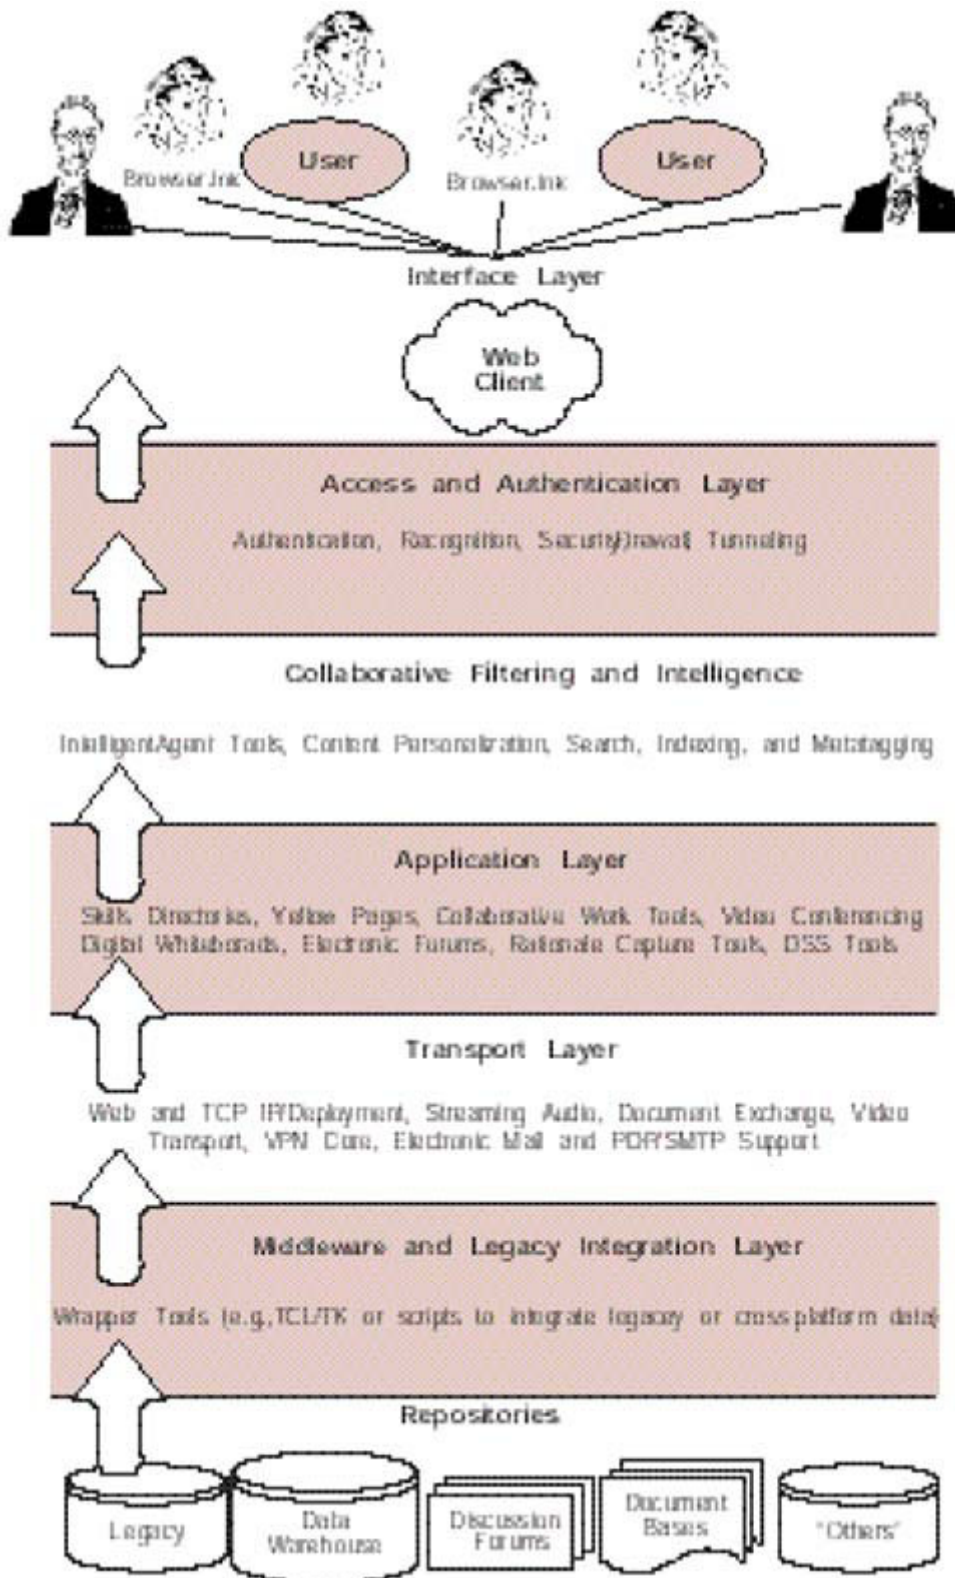 User
User
Browser.lnk
Browser.lnk
Interface Layer
Web
Client
Access and Authentication Layer
Authentication, Recognition, Security/firewall, Tunneling
Collaborative Filtering and Intelligence
IntelligentAgent Tools, Content Personalization, Search, Indexing, and Metatagging
Application Layer
Skills Directories, Yellow Pages, Collaborative Work Tools, Video Conferencing
Digital Whiteborads, Electronic Forums, Rationale Capture Tools, DSS Tools
Transport Layer
Web and TCP IP/Deployment, Streaming Audio, Document Exchange, Video
Transport, VPN Core, Electronic Mail and POP/SMTP Support
Middleware and Legacy Integration Layer
Wrapper Tools (e.g.,TCL/TK or scripts to integrate legacey or cross platform data)
Repositories
Legacy
Data
Warehouse
Discussion
Forums
Document
Bases
"Others"